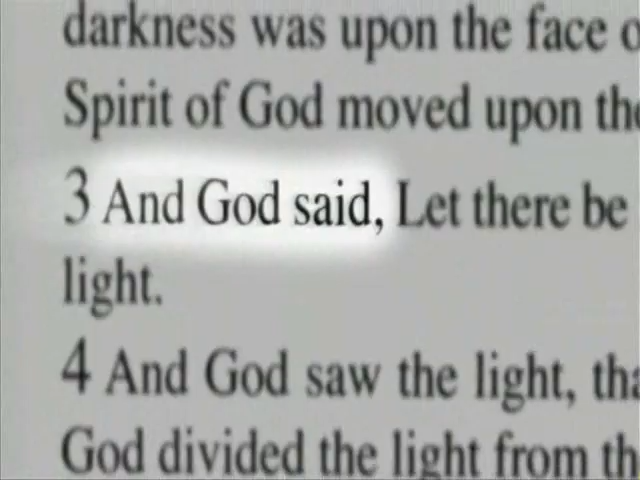 darkness was upon the face
Spirit of God moved upon
3 And God said, Let there be
light.
4 And God saw the light,
God divided the light from